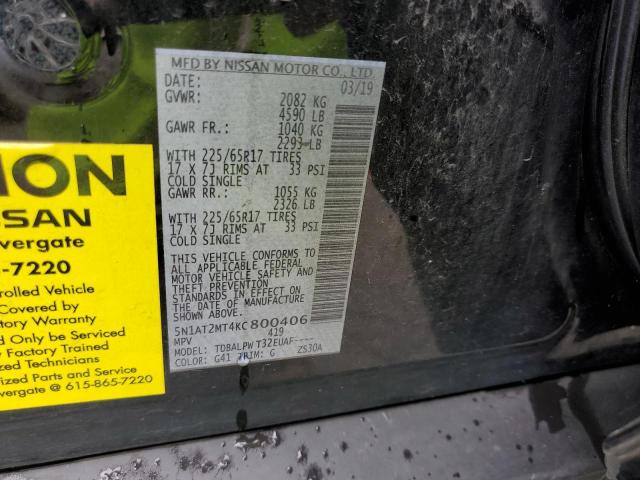 MFD BY NISSAN MOTOR CO., LTD.
DATE: 03/19
GVWR: 2082 KG
4590 LB
GAWR FR.: 1040 KG
2293 LB
WITH 225/65R17 TIRES
17 X 7J RIMS AT 33 PSI
COLD SINGLE
GAWR RR.: 1055 KG
2326 LB
WITH 225/65R17 TIRES
17 X 7J RIMS AT 33 PSI
COLD SINGLE
THIS VEHICLE CONFORMS TO
ALL APPLICABLE FEDERAL
MOTOR VEHICLE SAFETY AND
THEFT PREVENTION
STANDARDS IN EFFECT ON
THE DATE OF MANUFACTURE
SHOWN ABOVE.
5N1AT2MT4KC800406
MPV 419
MODEL: TDBALPWT32EUAF----
COLOR: G41 TRIM: G ZS30A
ION
SSAN
vergate
-7220
rolled Vehicle
Covered by
tory Warranty
y Factory Trained
zed Technicians
ized Parts and Service
vergate @ 615-865-7220